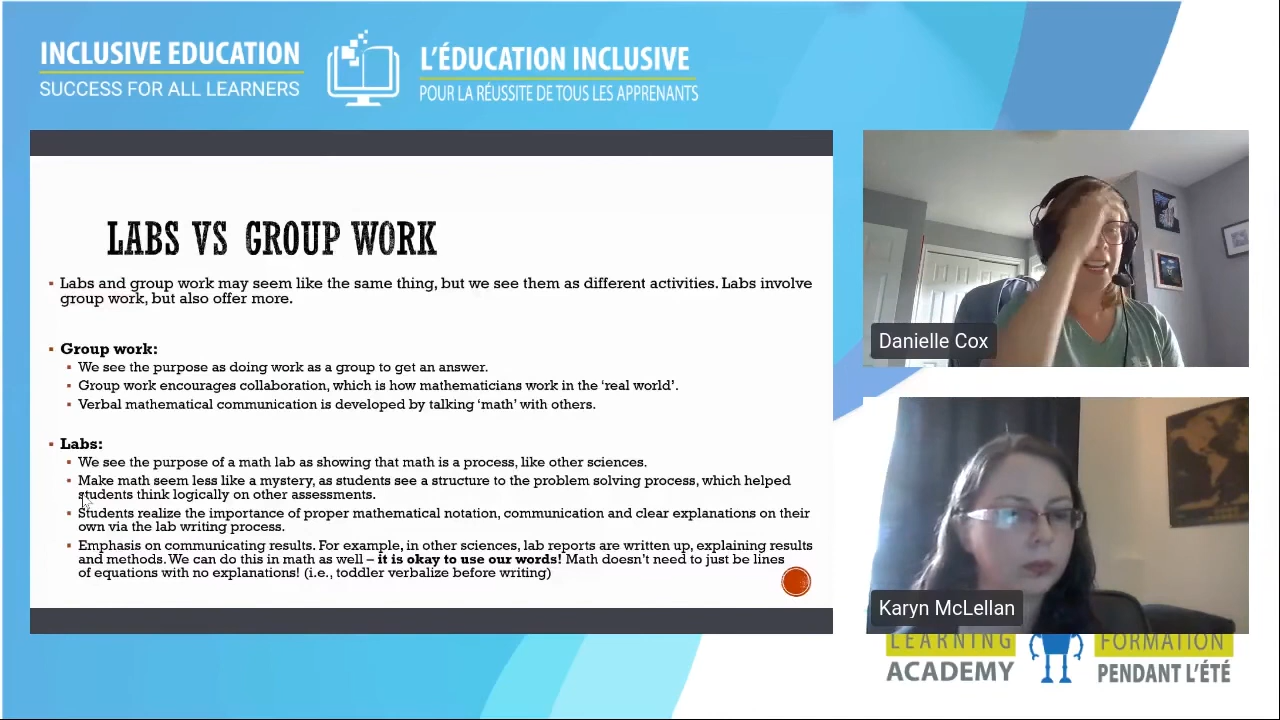 INCLUSIVE EDUCATION
SUCCESS FOR ALL LEARNERS
L'ÉDUCATION INCLUSIVE
POUR LA RÉUSSITE DE TOUS LES APPRENANTS
LABS VS GROUP WORK
Labs and group work may seem like the same thing, but we see them as different activities. Labs involve
group work, but also offer more.
Group work:
We see the purpose as doing work as a group to get an answer.
Group work encourages collaboration, which is how mathematicians work in the 'real world'.
Verbal mathematical communication is developed by talking 'math' with others.
Labs:
We see the purpose of a math lab as showing that math is a process, like other sciences.
Make math seem less like a mystery, as students see a structure to the problem solving process, which helped
students think logically on other assessments.
Students realize the importance of proper mathematical notation, communication and clear explanations on their
own via the lab writing process.
Emphasis on communicating results. For example, in other sciences, lab reports are written up, explaining results
and methods. We can do this in math as well – it is okay to use our words! Math doesn't need to just be lines
of equations with no explanations! (i.e., toddler verbalize before writing)
Danielle Cox
Karyn McLellan
LEARNING
ACADEMY
FORMATION
PENDANT L'ÉTÉ